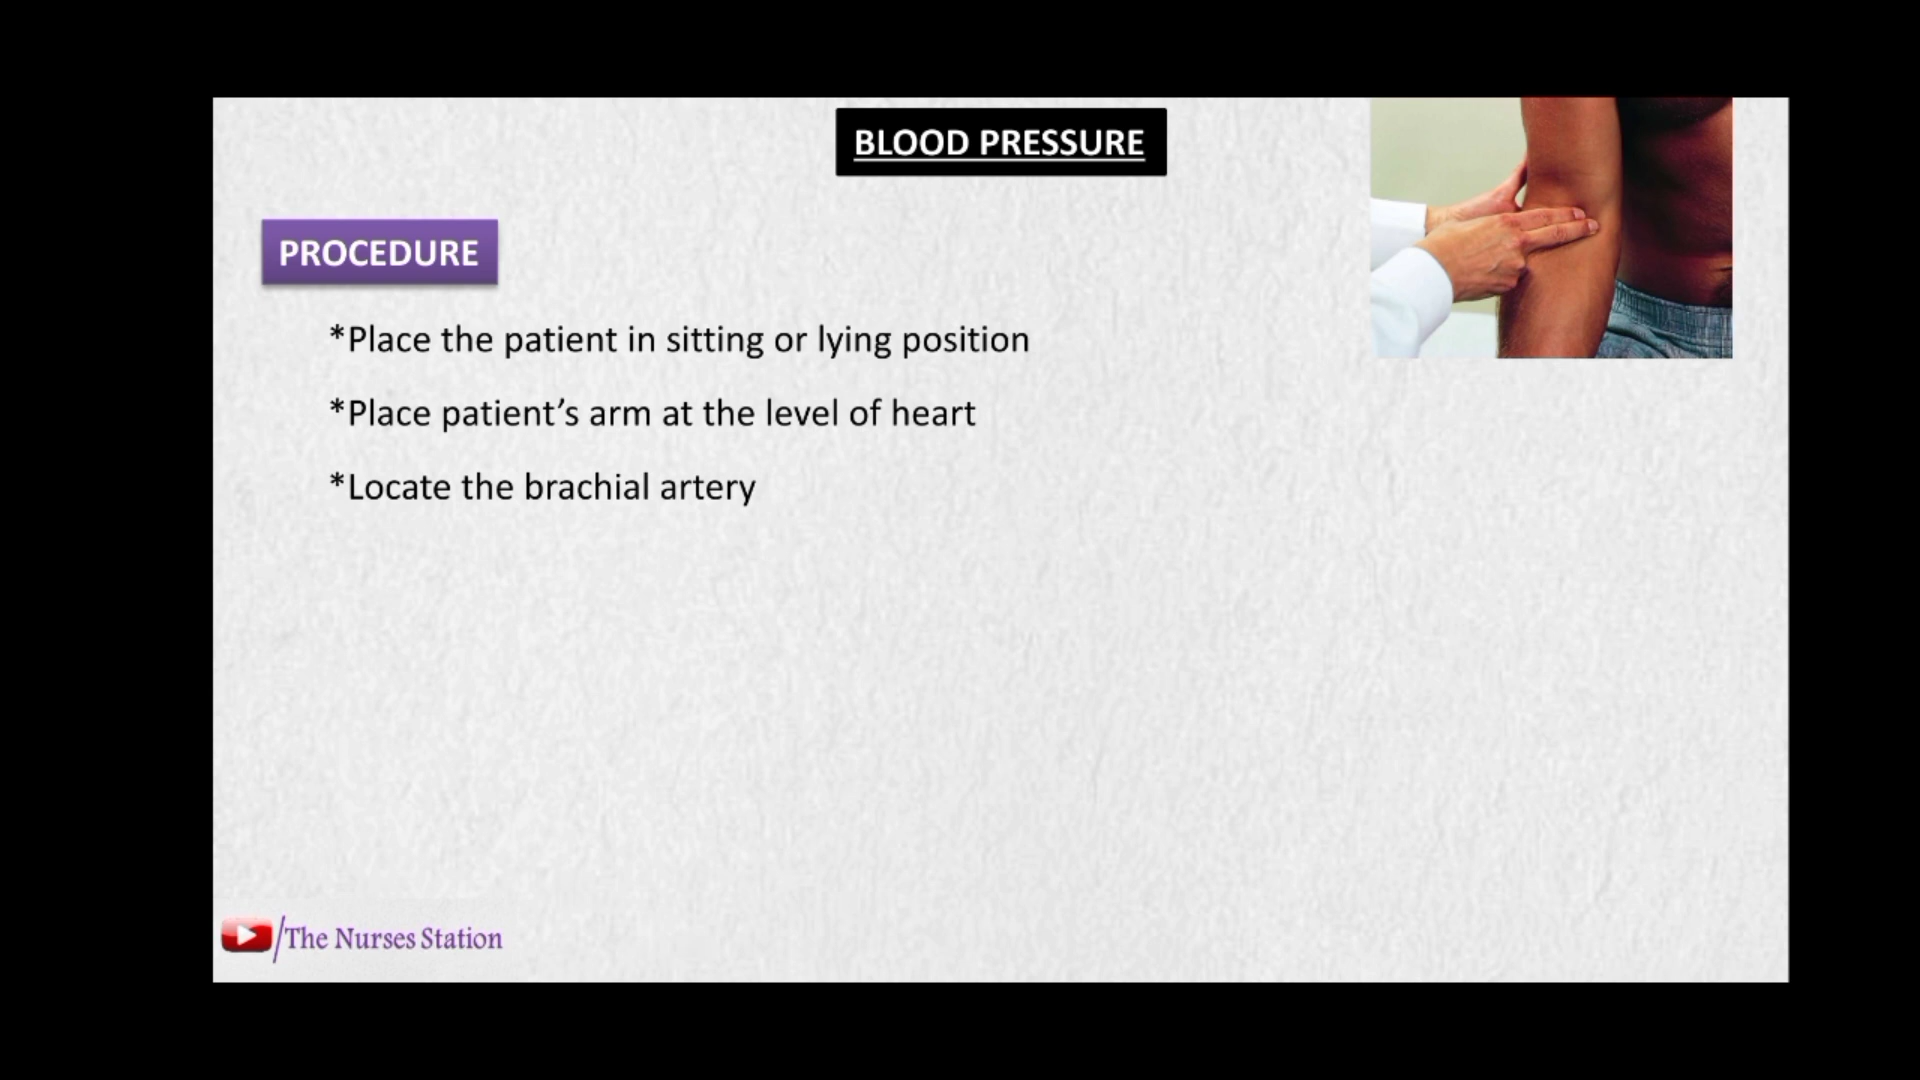 BLOOD PRESSURE
PROCEDURE
*Place the patient in sitting or lying position
*Place patient’s arm at the level of heart
*Locate the brachial artery
/The Nurses Station